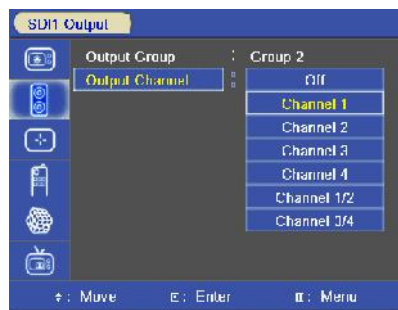 SDI1 Output
Output Group : Group 2
Output Channel : Off
Channel 1
Channel 2
Channel 3
Channel 4
Channel 1/2
Channel 3/4
: Move : Enter : Menu